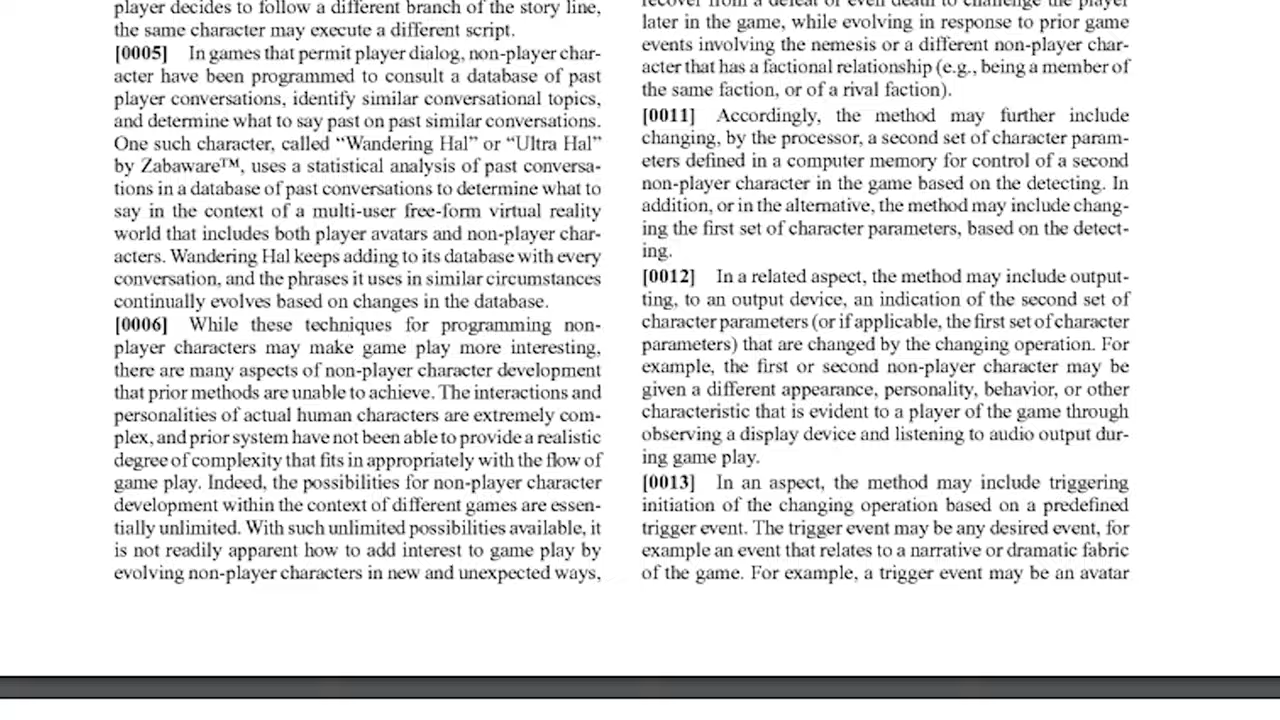 player decides to follow a different branch of the story line,
the same character may execute a different script.
[0005] In games that permit player dialog, non-player char-
acter have been programmed to consult a database of past
player conversations, identify similar conversational topics,
and determine what to say past on past similar conversations.
One such character, called “Wandering Hal” or “Ultra Hal”
by Zabaware™, uses a statistical analysis of past conversa-
tions in a database of past conversations to determine what to
say in the context of a multi-user free-form virtual reality
world that includes both player avatars and non-player char-
acters. Wandering Hal keeps adding to its database with every
conversation, and the phrases it uses in similar circumstances
continually evolves based on changes in the database.
[0006] While these techniques for programming non-
player characters may make game play more interesting,
there are many aspects of non-player character development
that prior methods are unable to achieve. The interactions and
personalities of actual human characters are extremely com-
plex, and prior system have not been able to provide a realistic
degree of complexity that fits in appropriately with the flow of
game play. Indeed, the possibilities for non-player character
development within the context of different games are essen-
tially unlimited. With such unlimited possibilities available, it
is not readily apparent how to add interest to game play by
evolving non-player characters in new and unexpected ways,
recover from a defeat or even death to challenge the player
later in the game, while evolving in response to prior game
events involving the nemesis or a different non-player char-
acter that has a factional relationship (e.g., being a member of
the same faction, or of a rival faction).
[0011] Accordingly, the method may further include
changing, by the processor, a second set of character param-
eters defined in a computer memory for control of a second
non-player character in the game based on the detecting. In
addition, or in the alternative, the method may include chang-
ing the first set of character parameters, based on the detect-
ing.
[0012] In a related aspect, the method may include output-
ting, to an output device, an indication of the second set of
character parameters (or if applicable, the first set of character
parameters) that are changed by the changing operation. For
example, the first or second non-player character may be
given a different appearance, personality, behavior, or other
characteristic that is evident to a player of the game through
observing a display device and listening to audio output dur-
ing game play.
[0013] In an aspect, the method may include triggering
initiation of the changing operation based on a predefined
trigger event. The trigger event may be any desired event, for
example an event that relates to a narrative or dramatic fabric
of the game. For example, a trigger event may be an avatar